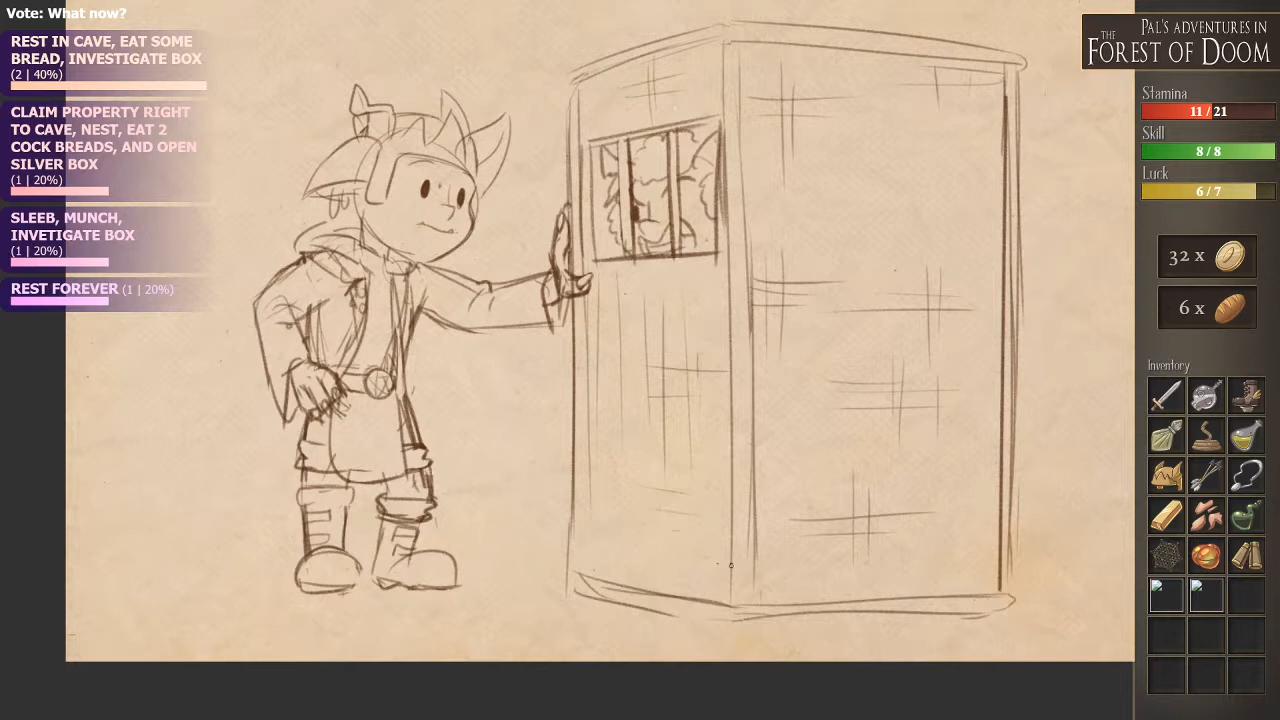 Vote: What now?
REST IN CAVE, EAT SOME
BREAD, INVESTIGATE BOX
(2 | 40%)
CLAIM PROPERTY RIGHT
TO CAVE, NEST, EAT 2
COCK BREADS, AND OPEN
SILVER BOX
(1 | 20%)
SLEEB, MUNCH,
INVETIGATE BOX
(1 | 20%)
REST FOREVER (1 | 20%)
PAL'S ADVENTURES IN
THE FOREST OF DOOM
Stamina
11 / 21
Skill
8 / 8
Luck
6 / 7
32 x
6 x
Inventory